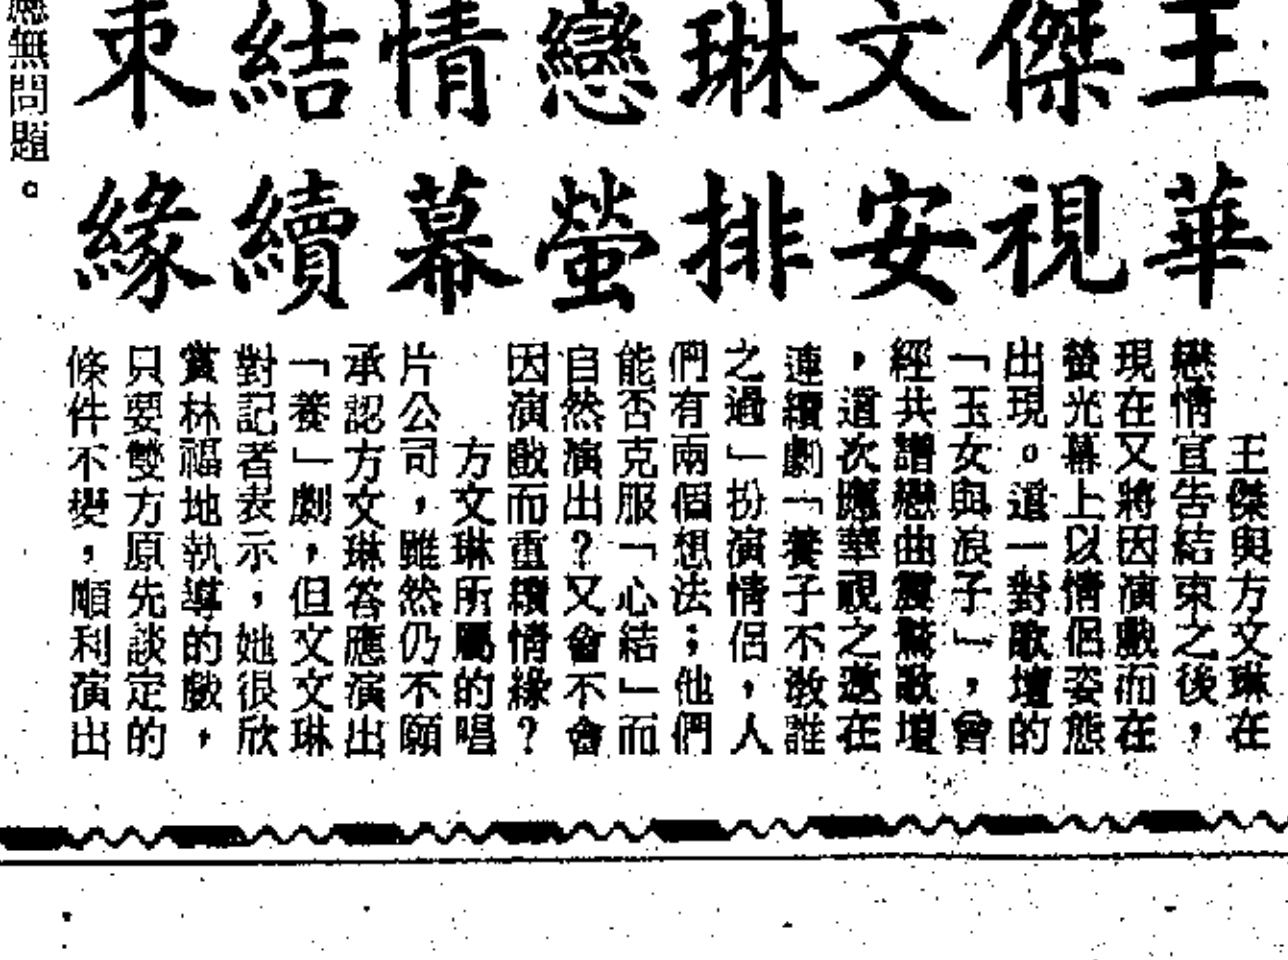 王傑文琳戀情結束
華視安排螢幕續緣
王傑與方文琳在
戀情宣告結束之後，
現在又將因演戲而在
螢光幕上以情侶姿態
出現。這一對歌壇的
「玉女與浪子」，曾
經共譜戀曲震驚歌壇
，這次應華視之邀在
連續劇「養子不教誰
之過」扮演情侶，人
們有兩個想法；他們
能否克服「心結」而
自然演出？又會不會
因演戲而重續情緣？
方文琳所屬的唱
片公司，雖然仍不願
承認方文琳答應演出
「養」劇，但文文琳
對記者表示，她很欣
賞林福地執導的戲，
只要雙方原先談定的
條件不變，順利演出
應無問題。